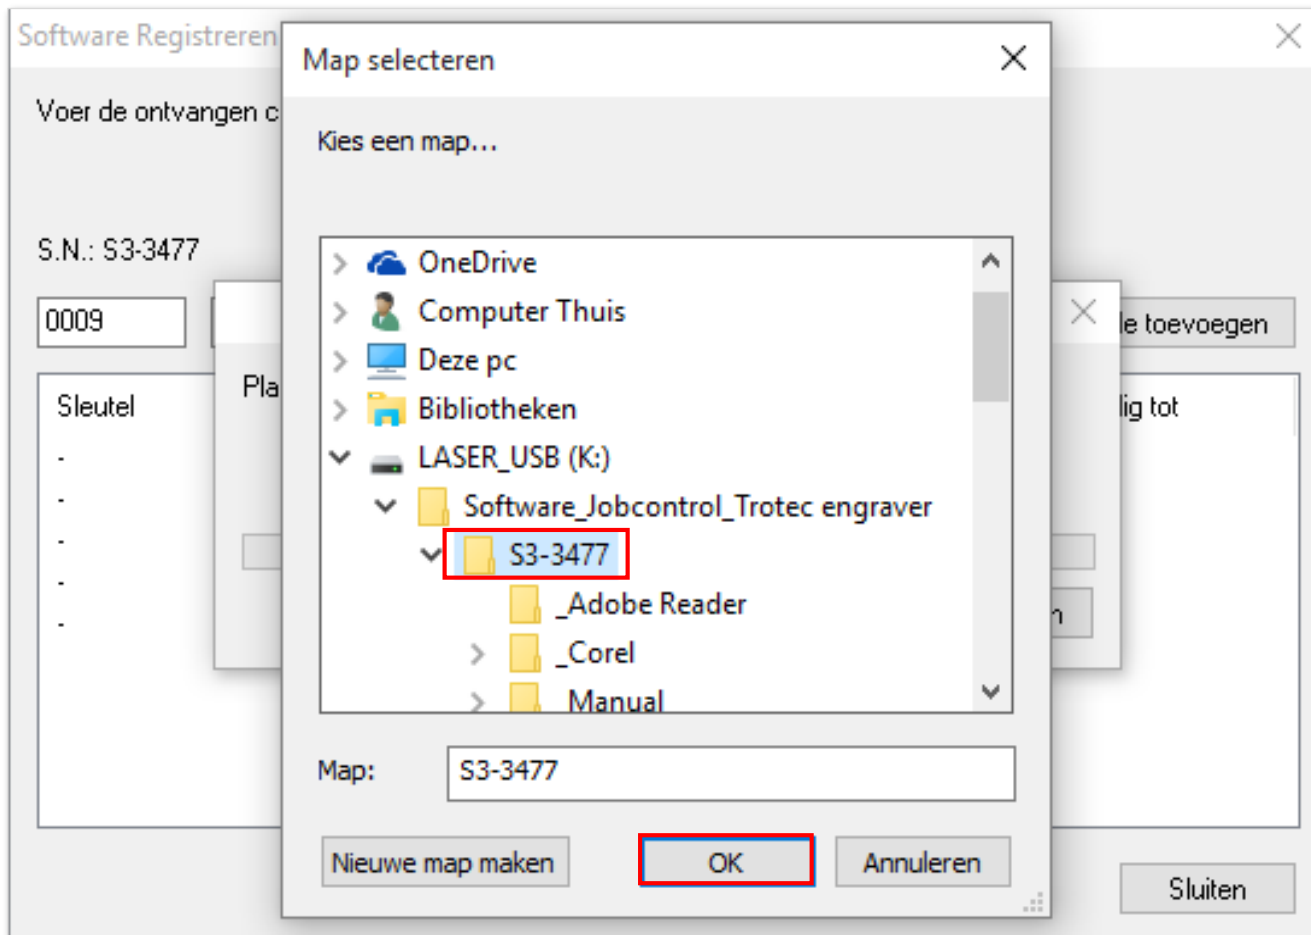 Software Registreren
Voer de ontvangen c
S.N.: S3-3477
0009
le toevoegen
Sleutel
lig tot
-
-
-
-
-
Pla
n
Sluiten
Map selecteren
Kies een map...
OneDrive
Computer Thuis
Deze pc
Bibliotheken
LASER_USB (K:)
Software_Jobcontrol_Trotec engraver
S3-3477
_Adobe Reader
_Corel
_Manual
Map: S3-3477
Nieuwe map maken OK Annuleren